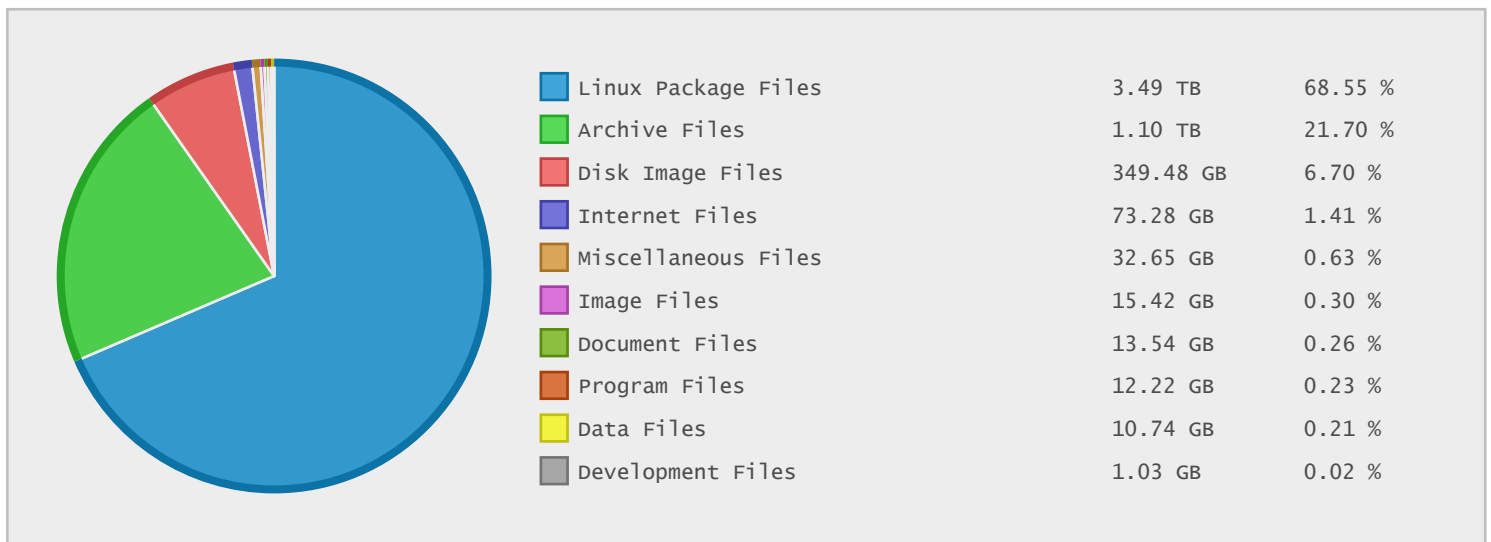 Linux Package Files 3.49 TB 68.55 %
Archive Files 1.10 TB 21.70 %
Disk Image Files 349.48 GB 6.70 %
Internet Files 73.28 GB 1.41 %
Miscellaneous Files 32.65 GB 0.63 %
Image Files 15.42 GB 0.30 %
Document Files 13.54 GB 0.26 %
Program Files 12.22 GB 0.23 %
Data Files 10.74 GB 0.21 %
Development Files 1.03 GB 0.02 %